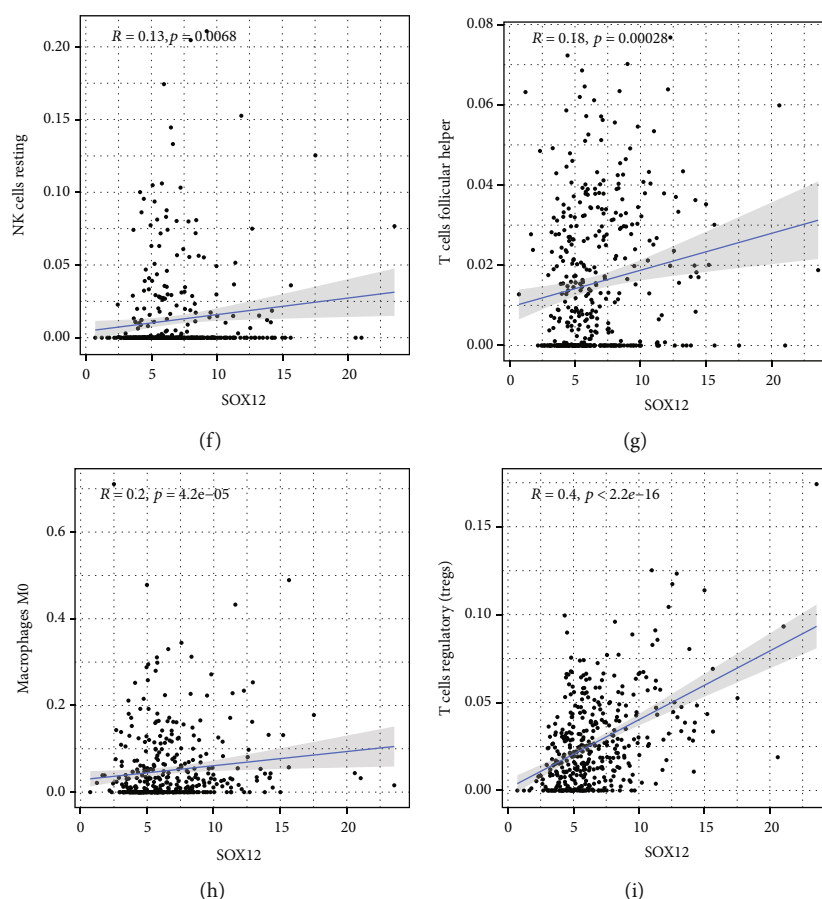 R = 0.13, p = 0.0068
NK cells resting
0.20
0.15
0.10
0.05
0.00
0 5 10 15 20
SOX12
(f)
R = 0.18, p = 0.00028
T cells follicular helper
0.08
0.06
0.04
0.02
0.00
0 5 10 15 20
SOX12
(g)
R = 0.2, p = 4.2e−05
Macrophages M0
0.6
0.4
0.2
0.0
0 5 10 15 20
SOX12
(h)
R = 0.4, p < 2.2e−16
T cells regulatory (tregs)
0.15
0.10
0.05
0.00
0 5 10 15 20
SOX12
(i)